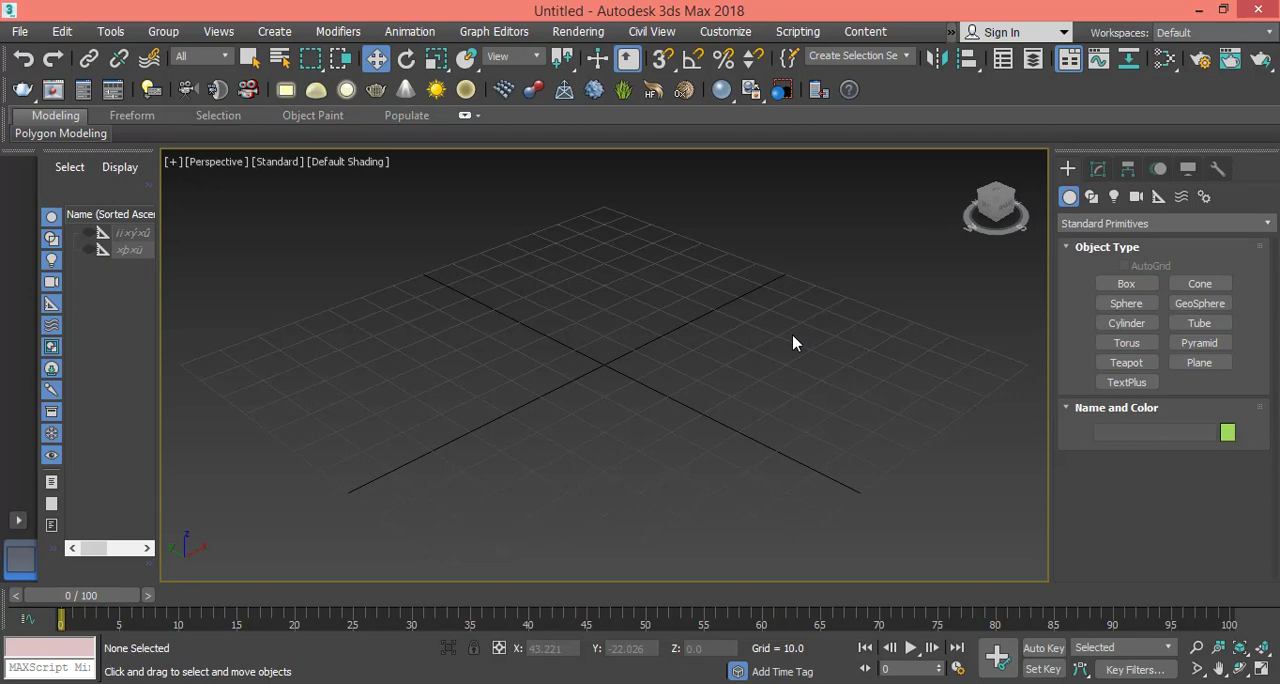 Untitled - Autodesk 3ds Max 2018
File Edit Tools Group Views Create Modifiers Animation Graph Editors Rendering Civil View Customize Scripting Content » Sign In Workspaces: Default
All View Create Selection Se
Modeling Freeform Selection Object Paint Populate
Polygon Modeling
Select Display
Name (Sorted Ascen
[+] [Perspective] [Standard] [Default Shading]
Standard Primitives
Object Type
AutoGrid
Box Cone
Sphere GeoSphere
Cylinder Tube
Torus Pyramid
Teapot Plane
TextPlus
Name and Color
z
x
0 / 100
0 5 10 15 20 25 30 35 40 45 50 55 60 65 70 75 80 85 90 95 100
None Selected X: 43.221 Y: -22.026 Z: 0.0 Grid = 10.0 Auto Key Selected
MAXScript Mi Click and drag to select and move objects Add Time Tag 0 Set Key Key Filters...